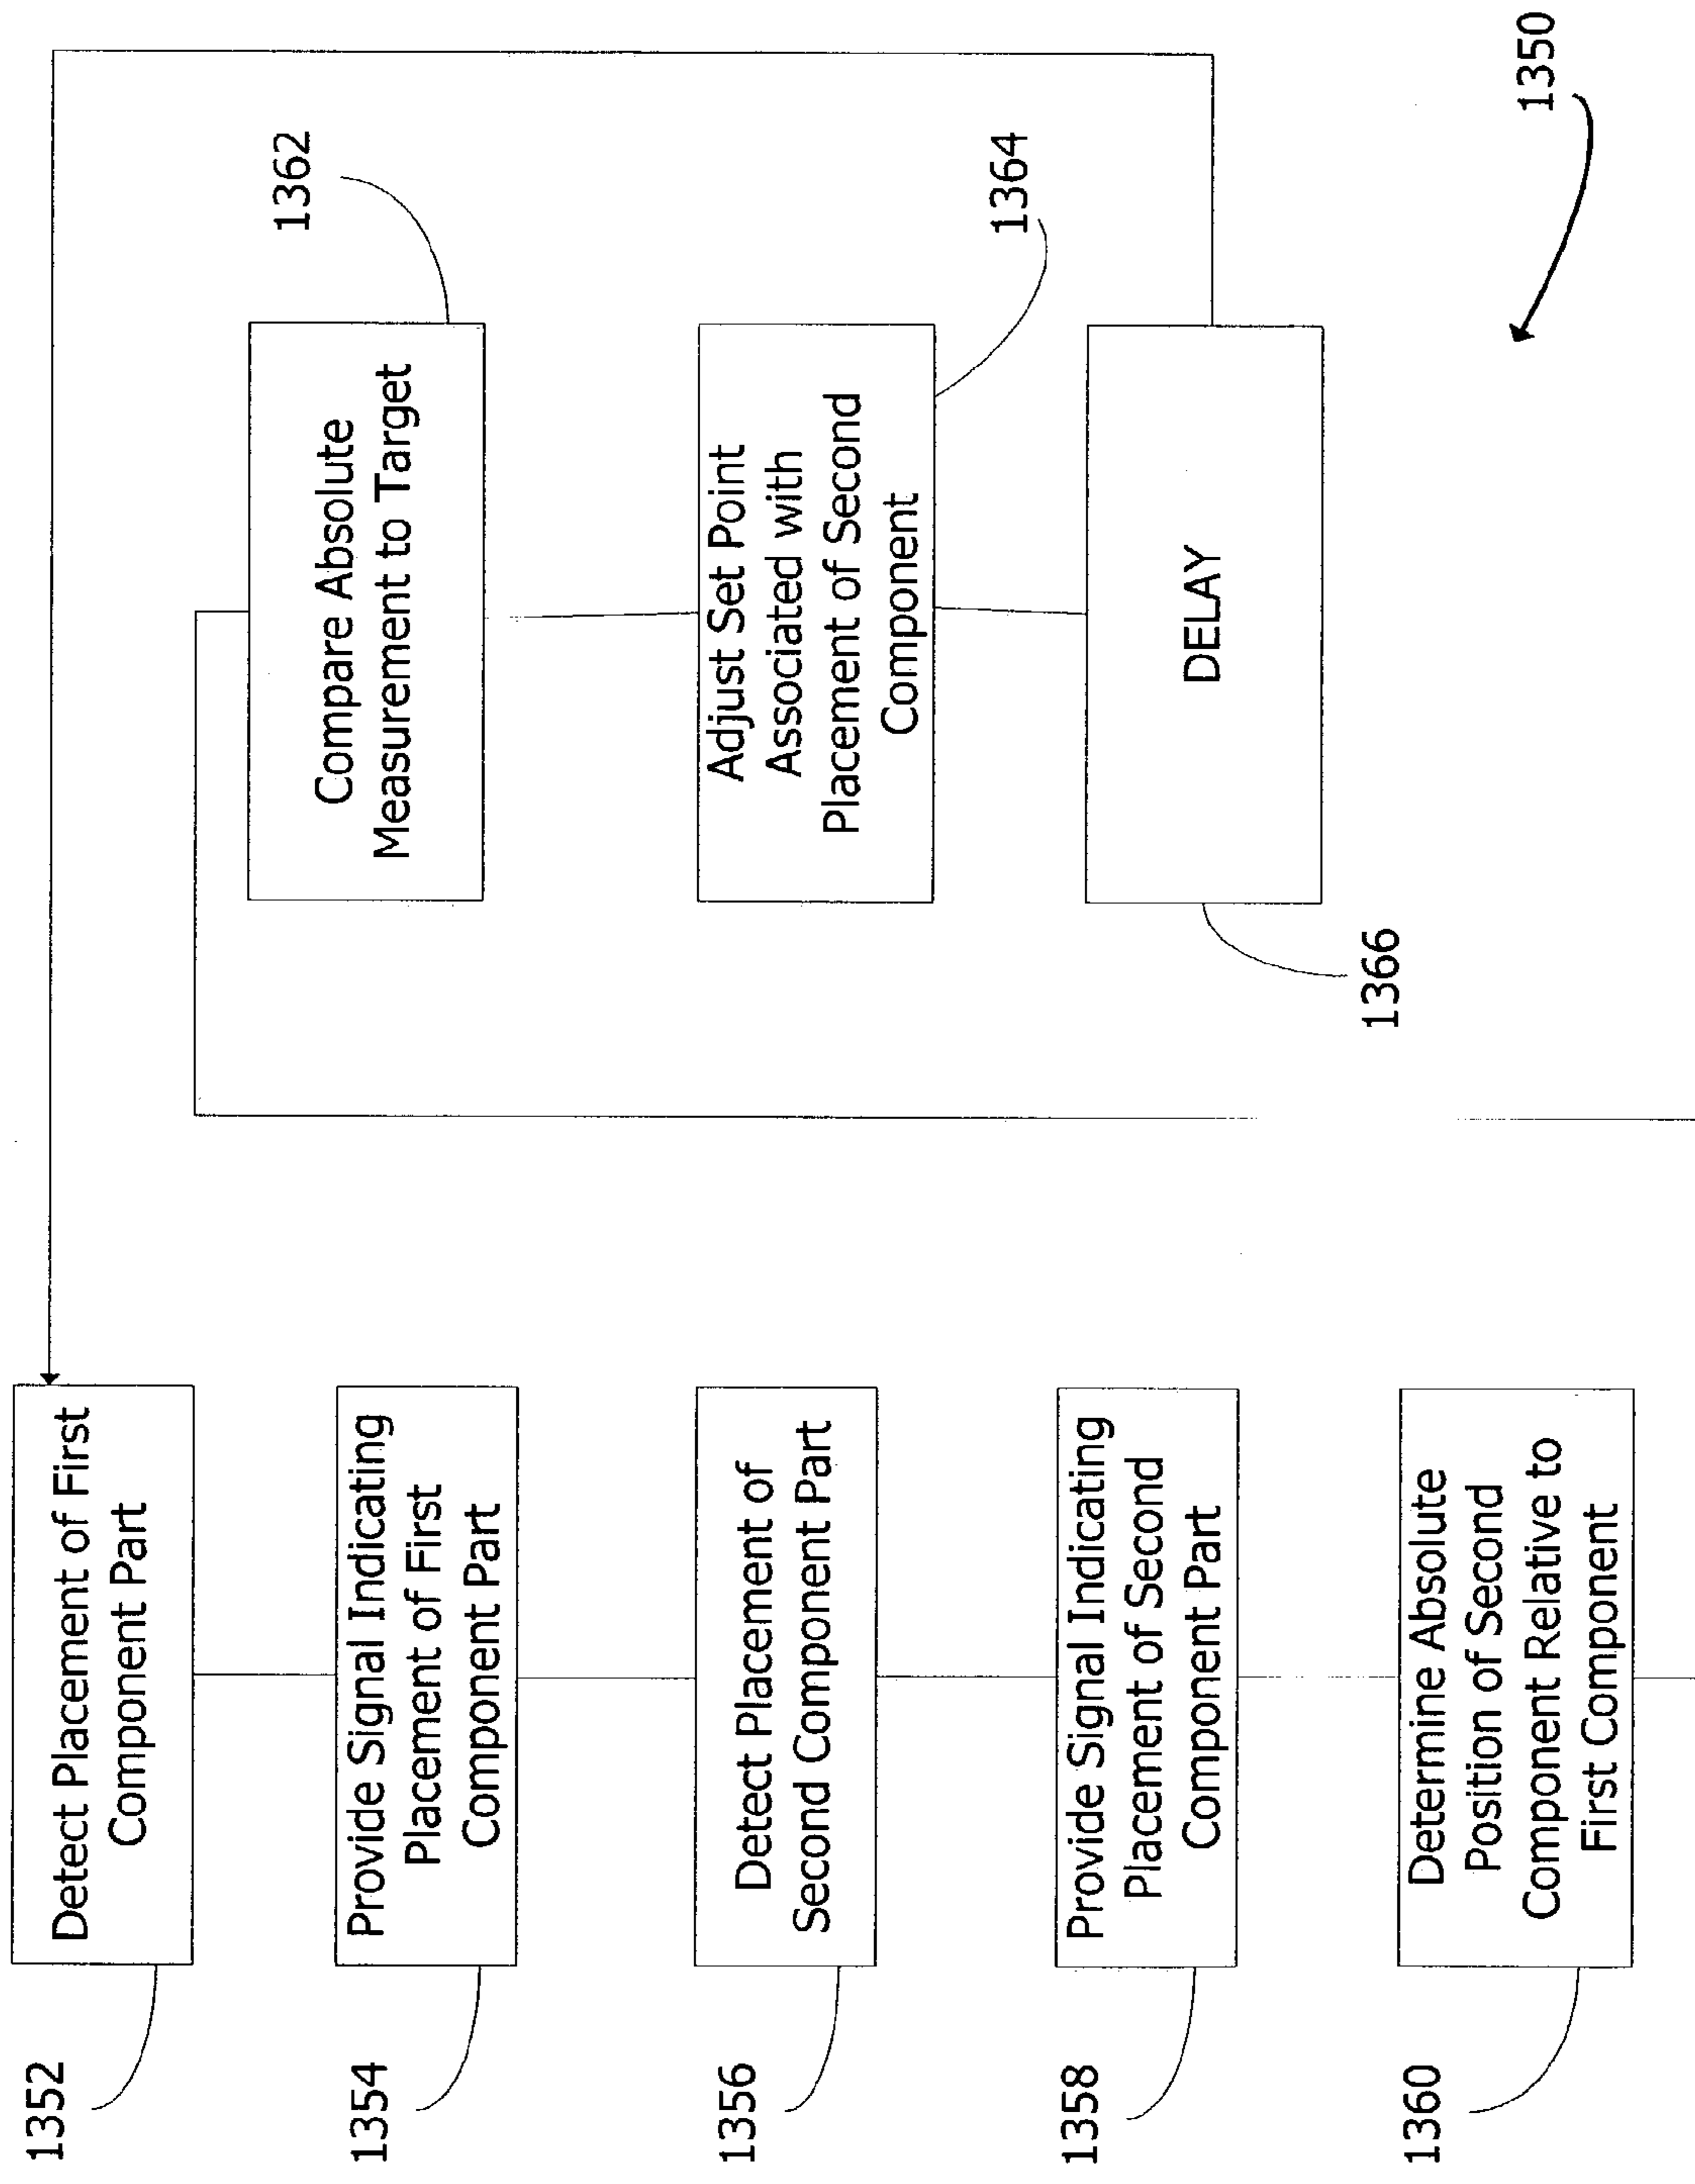 1352
Detect Placement of First
Component Part
1354
Provide Signal Indicating
Placement of First
Component Part
1356
Detect Placement of
Second Component Part
1358
Provide Signal Indicating
Placement of Second
Component Part
1360
Determine Absolute
Position of Second
Component Relative to
First Component
1362
Compare Absolute
Measurement to Target
1364
Adjust Set Point
Associated with
Placement of Second
Component
DELAY
1366
1350